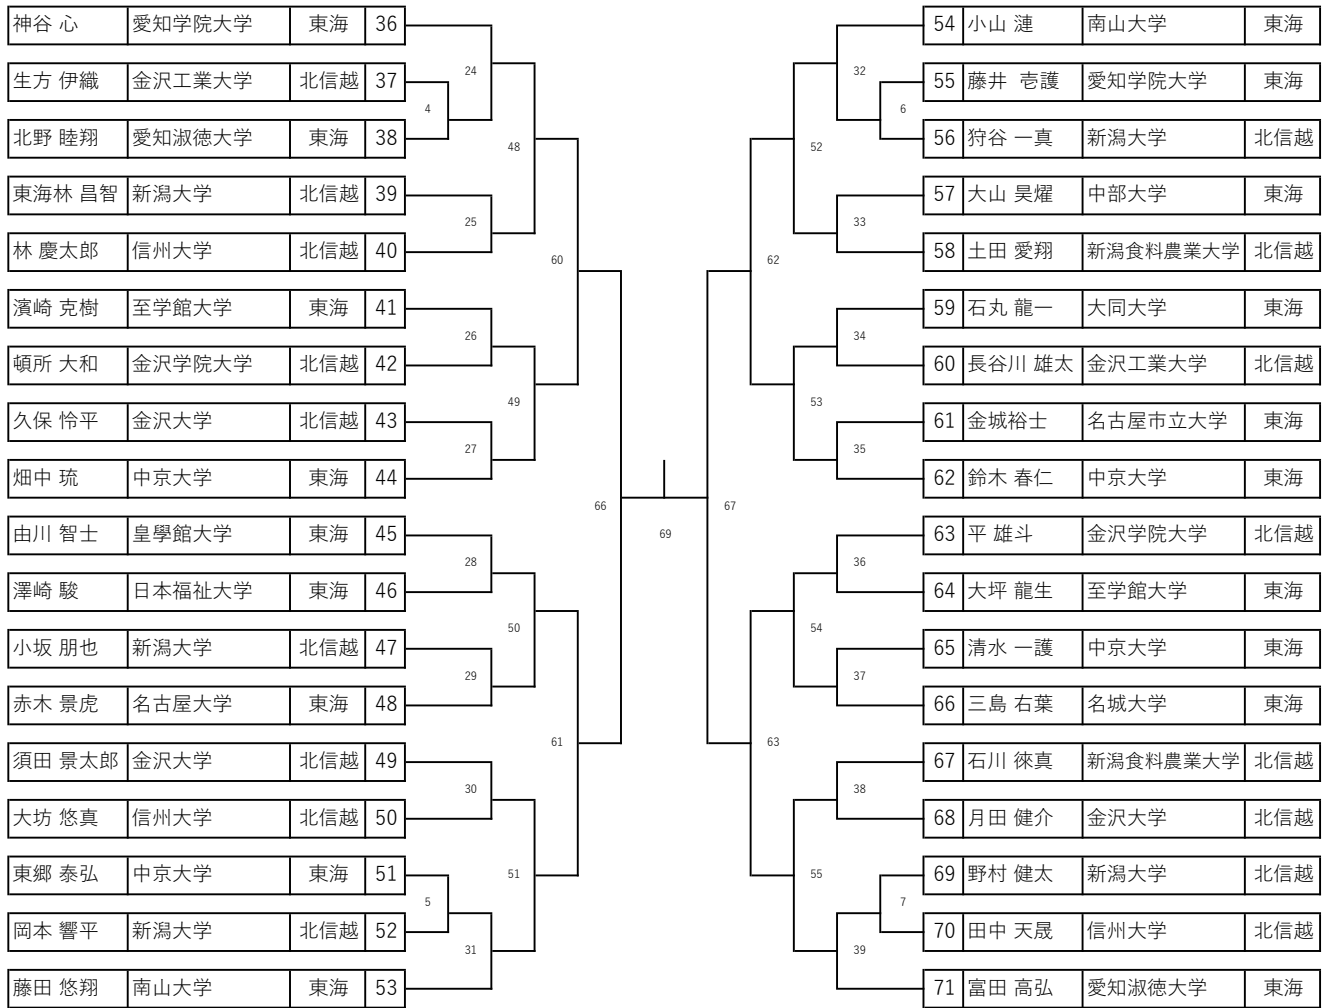 神谷 心 愛知学院大学 東海 36
生方 伊織 金沢工業大学 北信越 37
北野 睦翔 愛知淑徳大学 東海 38
東海林 昌智 新潟大学 北信越 39
林 慶太郎 信州大学 北信越 40
濱崎 克樹 至学館大学 東海 41
頓所 大和 金沢学院大学 北信越 42
久保 怜平 金沢大学 北信越 43
畑中 琉 中京大学 東海 44
由川 智士 皇學館大学 東海 45
澤崎 駿 日本福祉大学 東海 46
小坂 朋也 新潟大学 北信越 47
赤木 景虎 名古屋大学 東海 48
須田 景太郎 金沢大学 北信越 49
大坊 悠真 信州大学 北信越 50
東郷 泰弘 中京大学 東海 51
岡本 響平 新潟大学 北信越 52
藤田 悠翔 南山大学 東海 53
4
5
24
25
26
27
28
29
30
31
48
49
50
51
60
61
66
69
67
62
63
52
53
54
55
32
33
34
35
36
37
38
39
6
7
54 小山 漣 南山大学 東海
55 藤井 壱護 愛知学院大学 東海
56 狩谷 一真 新潟大学 北信越
57 大山 昊燿 中部大学 東海
58 土田 愛翔 新潟食料農業大学 北信越
59 石丸 龍一 大同大学 東海
60 長谷川 雄太 金沢工業大学 北信越
61 金城裕士 名古屋市立大学 東海
62 鈴木 春仁 中京大学 東海
63 平 雄斗 金沢学院大学 北信越
64 大坪 龍生 至学館大学 東海
65 清水 一護 中京大学 東海
66 三島 右葉 名城大学 東海
67 石川 徠真 新潟食料農業大学 北信越
68 月田 健介 金沢大学 北信越
69 野村 健太 新潟大学 北信越
70 田中 天晟 信州大学 北信越
71 富田 高弘 愛知淑徳大学 東海